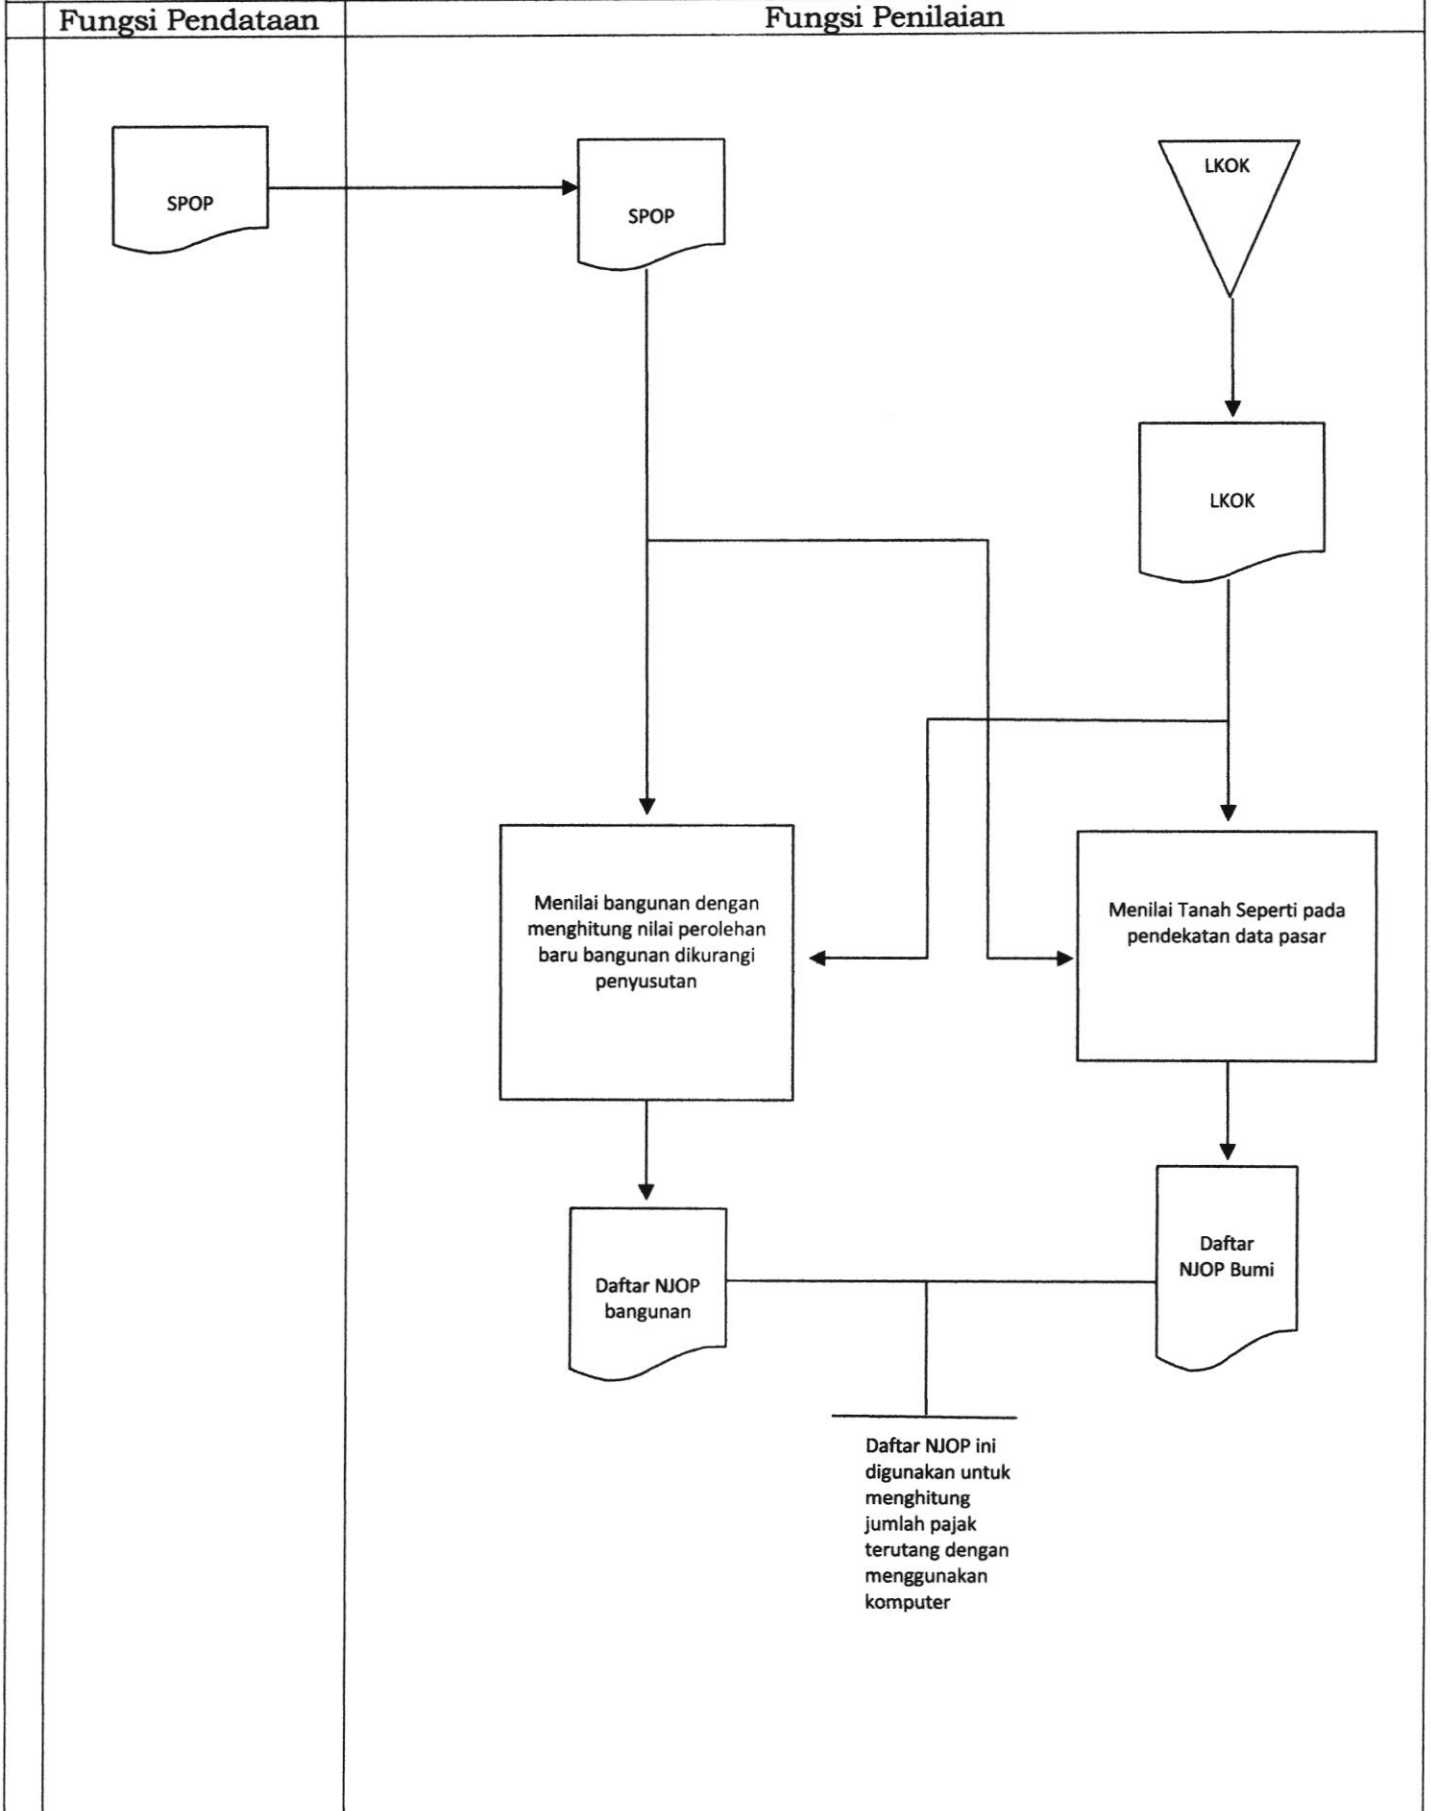 Fungsi Pendataan
Fungsi Penilaian
SPOP
SPOP
LKOK
LKOK
Menilai bangunan dengan
menghitung nilai perolehan
baru bangunan dikurangi
penyusutan
Menilai Tanah Seperti pada
pendekatan data pasar
Daftar NJOP
bangunan
Daftar
NJOP Bumi
Daftar NJOP ini
digunakan untuk
menghitung
jumlah pajak
terutang dengan
menggunakan
komputer